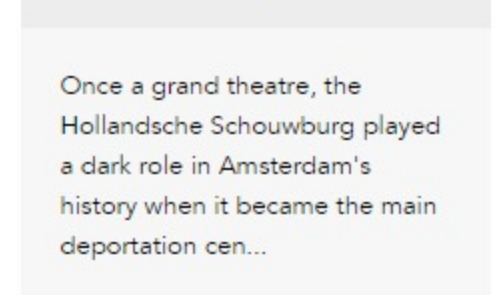 Once a grand theatre, the
Hollandsche Schouwburg played
a dark role in Amsterdam's
history when it became the main
deportation cen...